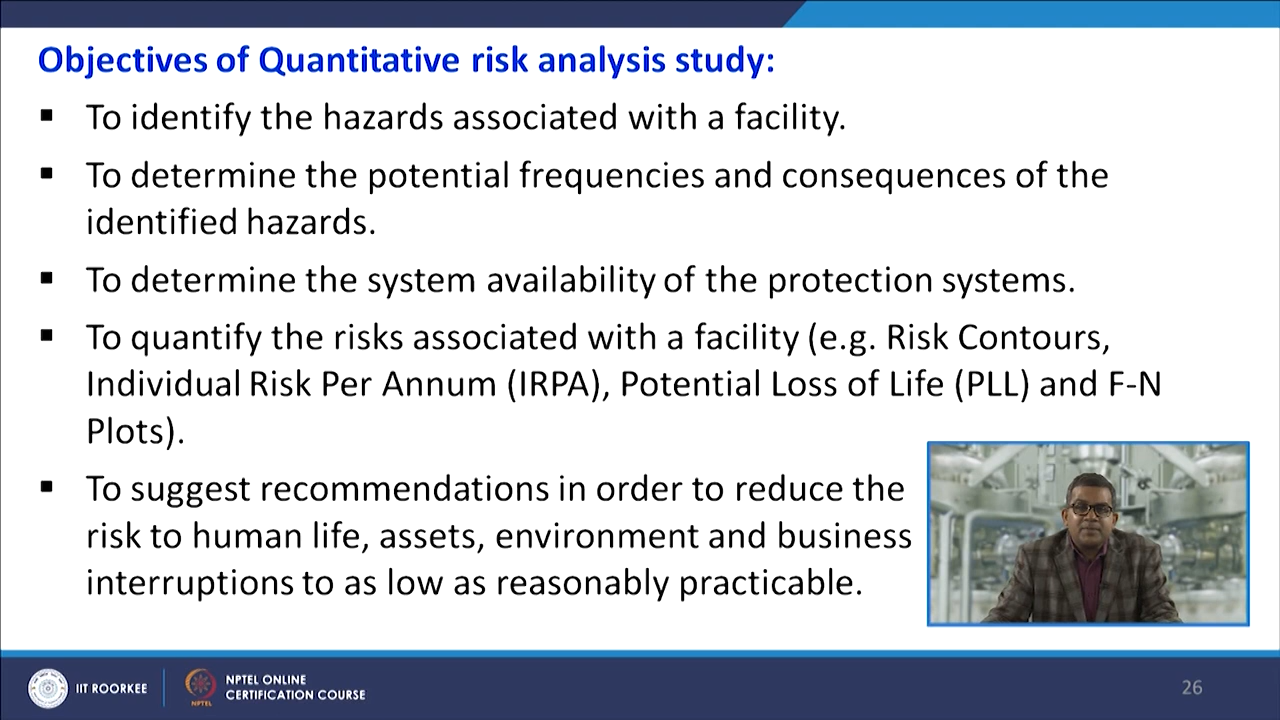 Objectives of Quantitative risk analysis study:
▪ To identify the hazards associated with a facility.
▪ To determine the potential frequencies and consequences of the
identified hazards.
▪ To determine the system availability of the protection systems.
▪ To quantify the risks associated with a facility (e.g. Risk Contours,
Individual Risk Per Annum (IRPA), Potential Loss of Life (PLL) and F-N
Plots).
▪ To suggest recommendations in order to reduce the
risk to human life, assets, environment and business
interruptions to as low as reasonably practicable.
IIT ROORKEE
NPTEL
NPTEL ONLINE
CERTIFICATION COURSE
26